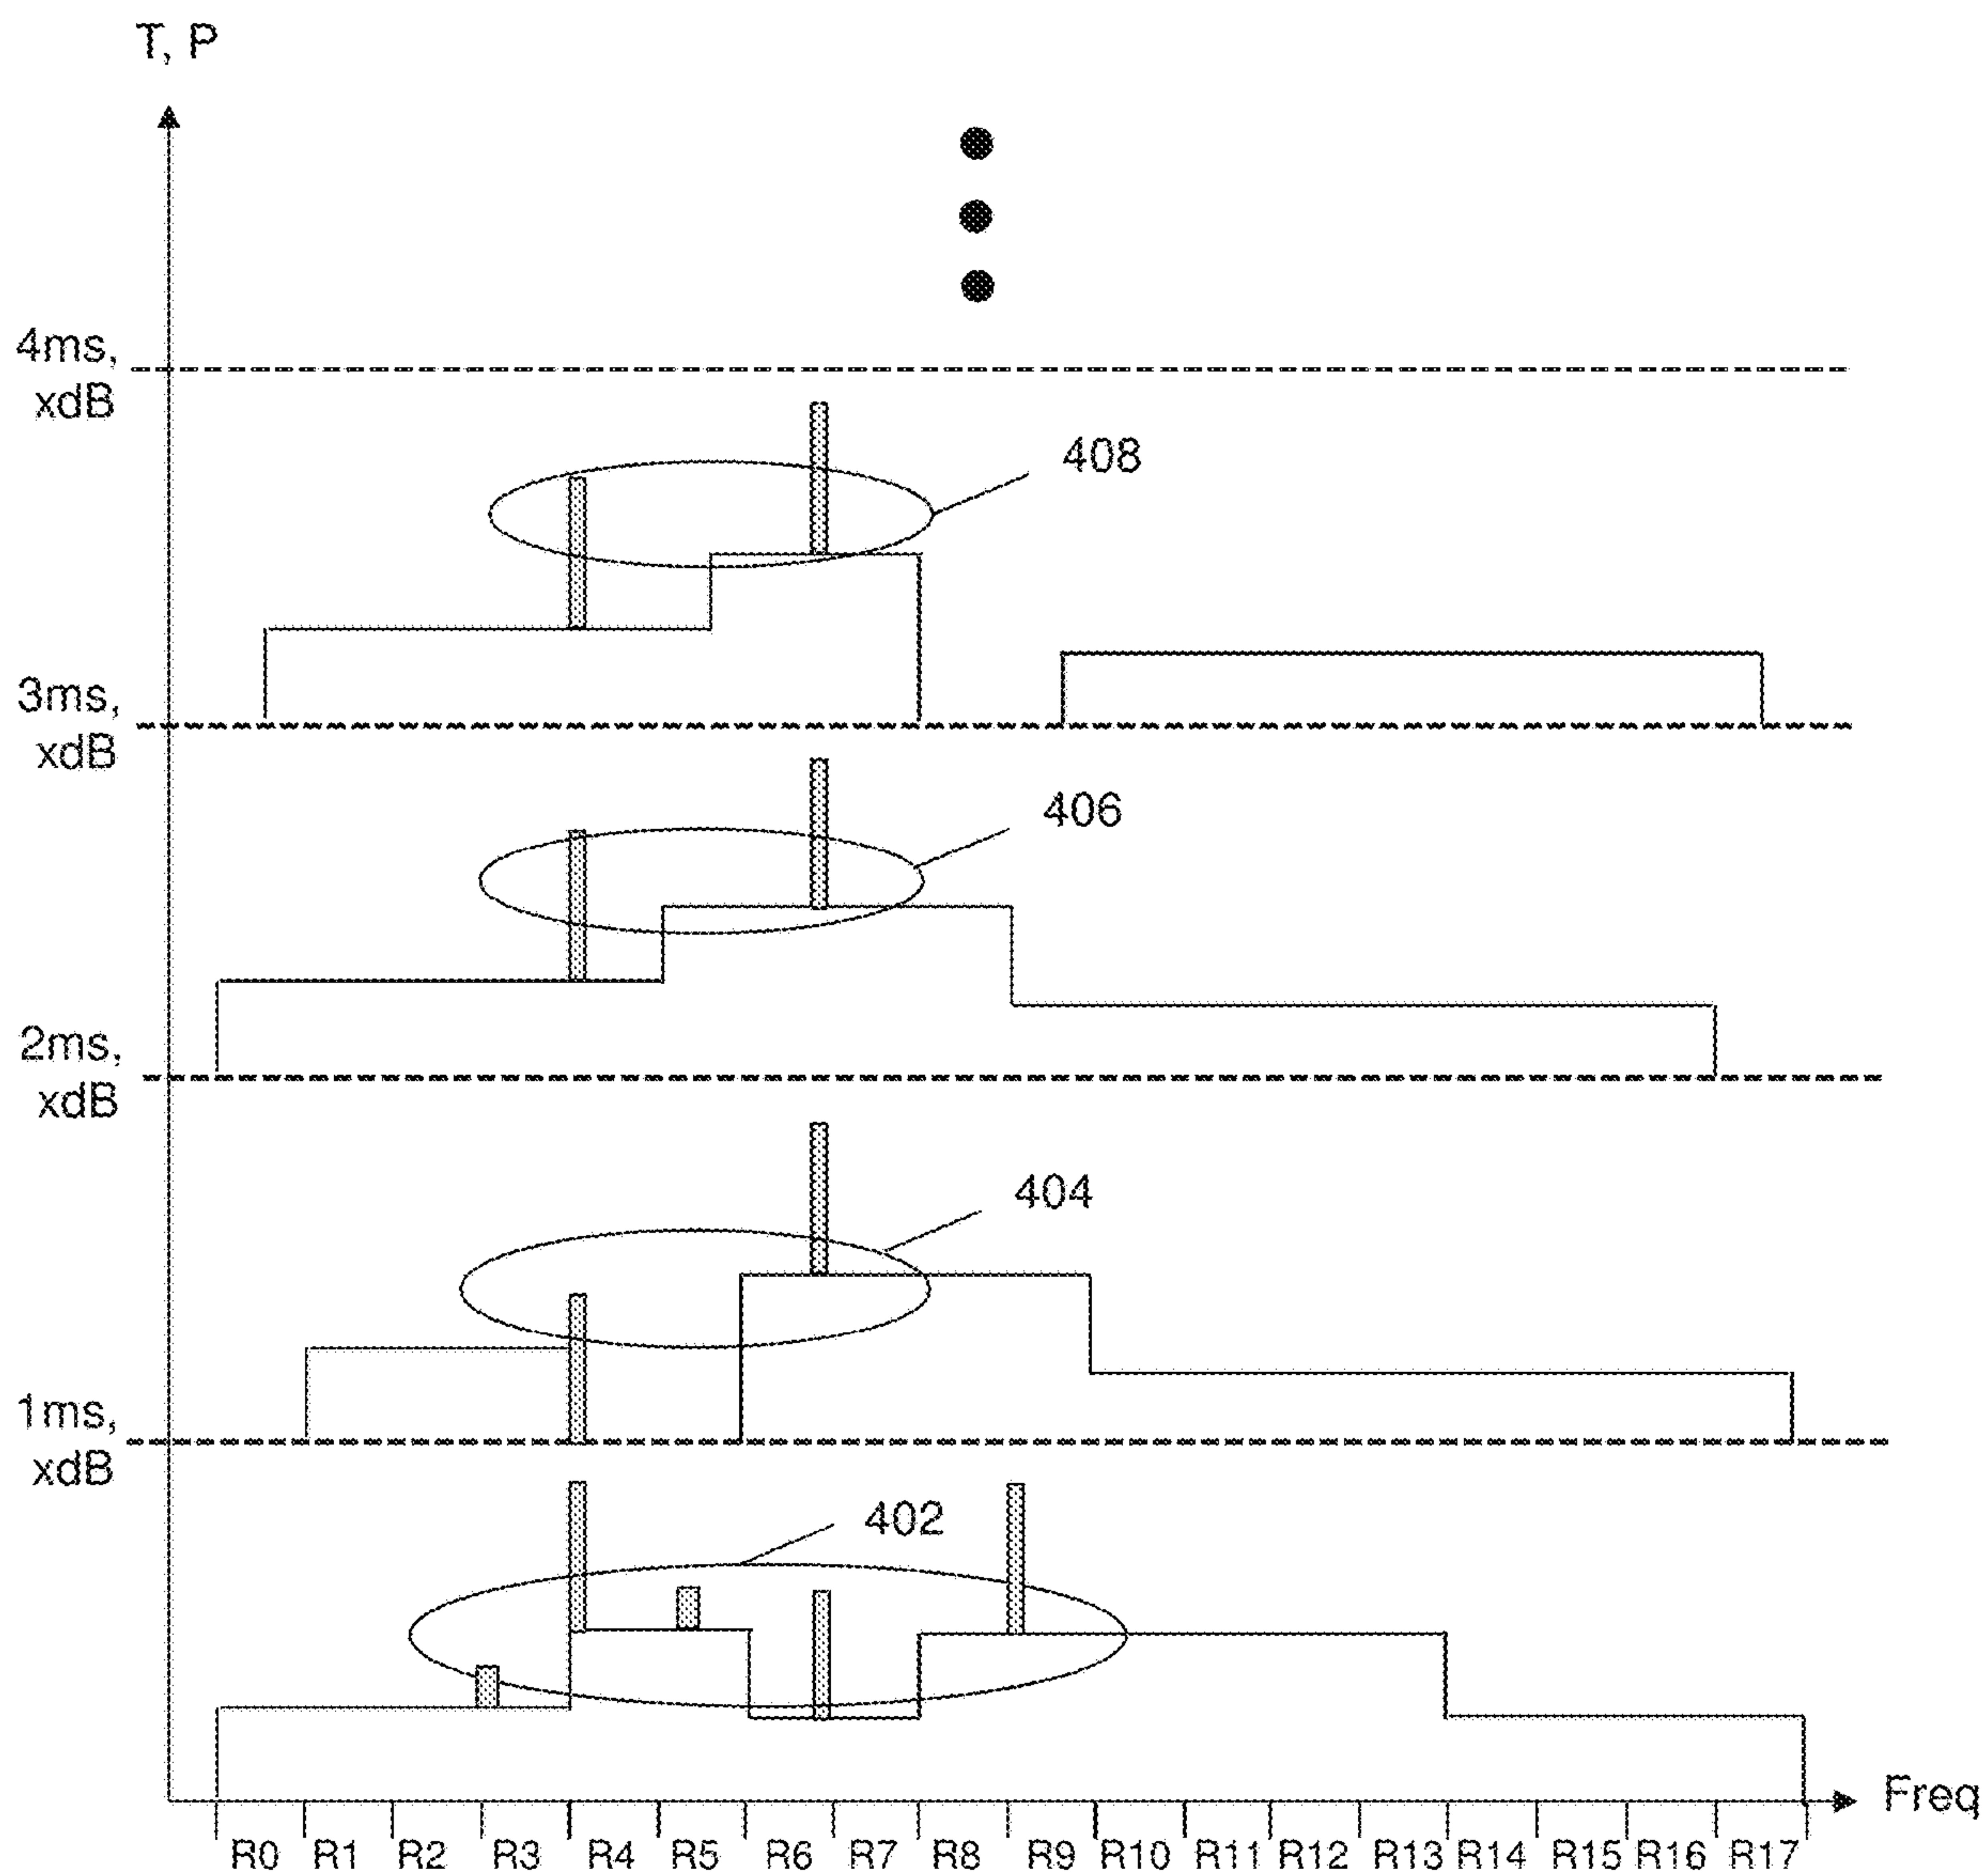 T, P
4ms,
xdB
408
3ms,
xdB
406
2ms,
xdB
404
1ms,
xdB
402
Freq
R0 R1 R2 R3 R4 R5 R6 R7 R8 R9 R10 R11 R12 R13 R14 R15 R16 R17